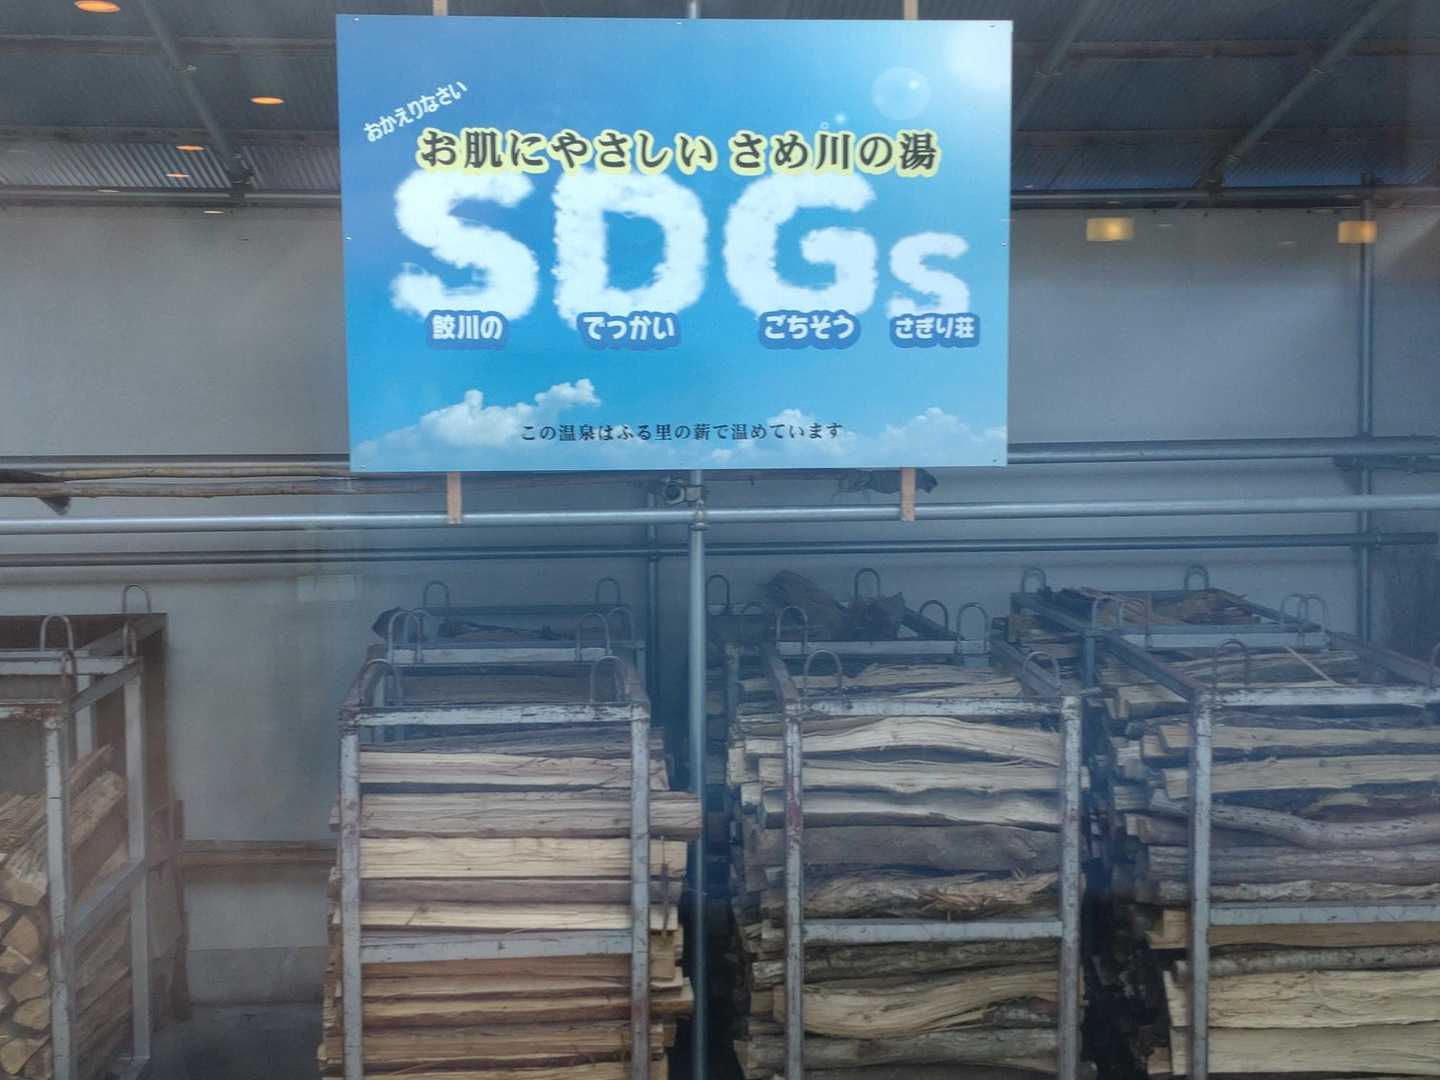 おかえりなさい
お肌にやさしい さめ川の湯
SDGs
鮫川の でっかい ごちそう さぎり荘
この温泉はふる里の薪で温めています